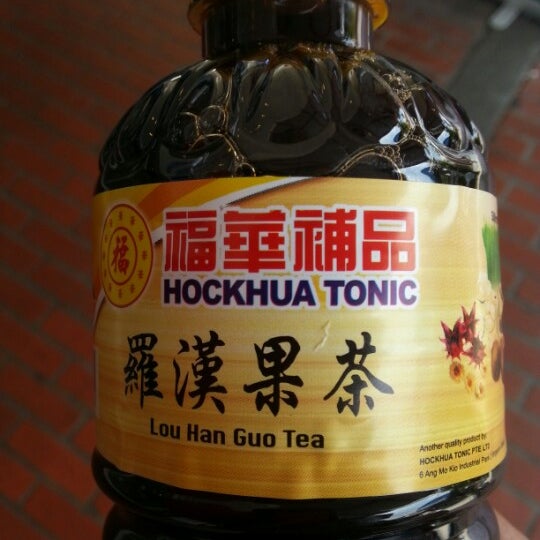 福
福華補品
HOCKHUA TONIC
羅漢果茶
Lou Han Guo Tea
Another quality product by:
HOCKHUA TONIC PTE LTD
6 Ang Mo Kio Industrial Park